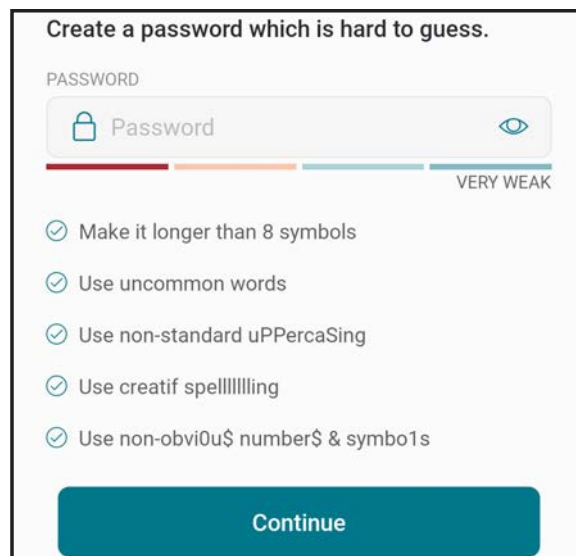 Create a password which is hard to guess.
PASSWORD
Password
VERY WEAK
Make it longer than 8 symbols
Use uncommon words
Use non-standard uPPercaSing
Use creatif spelllllllling
Use non-obvi0u$ number$ & symbo1s
Continue